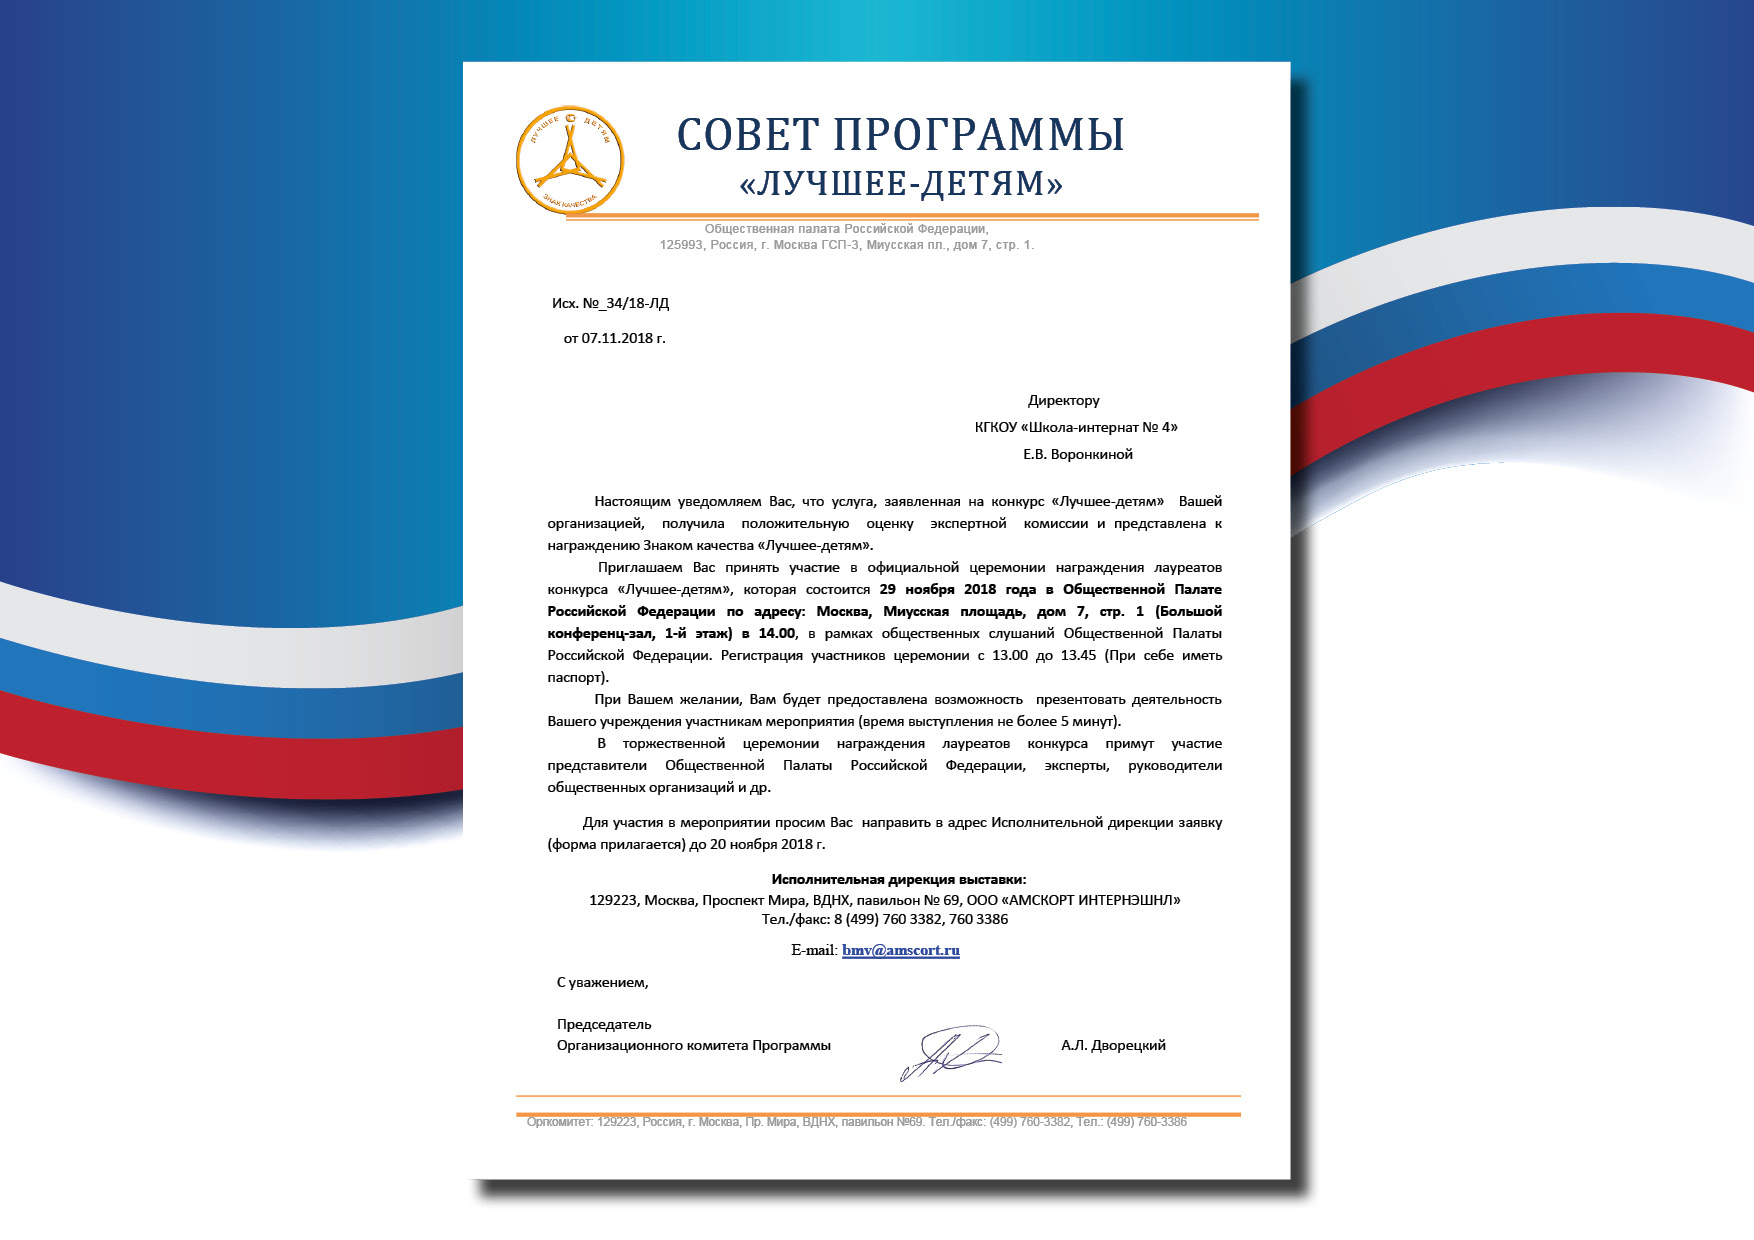 ЛУЧШЕЕ ДЕТЯМ
ЗНАК КАЧЕСТВА
СОВЕТ ПРОГРАММЫ
«ЛУЧШЕЕ-ДЕТЯМ»
Общественная палата Российской Федерации,
125993, Россия, г. Москва ГСП-3, Миусская пл., дом 7, стр. 1.
Исх. №_34/18-ЛД
от 07.11.2018 г.
Директору
КГКОУ «Школа-интернат № 4»
Е.В. Воронкиной
Настоящим уведомляем Вас, что услуга, заявленная на конкурс «Лучшее-детям» Вашей
организацией, получила положительную оценку экспертной комиссии и представлена к
награждению Знаком качества «Лучшее-детям».
Приглашаем Вас принять участие в официальной церемонии награждения лауреатов
конкурса «Лучшее-детям», которая состоится 29 ноября 2018 года в Общественной Палате
Российской Федерации по адресу: Москва, Миусская площадь, дом 7, стр. 1 (Большой
конференц-зал, 1-й этаж) в 14.00, в рамках общественных слушаний Общественной Палаты
Российской Федерации. Регистрация участников церемонии с 13.00 до 13.45 (При себе иметь
паспорт).
При Вашем желании, Вам будет предоставлена возможность презентовать деятельность
Вашего учреждения участникам мероприятия (время выступления не более 5 минут).
В торжественной церемонии награждения лауреатов конкурса примут участие
представители Общественной Палаты Российской Федерации, эксперты, руководители
общественных организаций и др.
Для участия в мероприятии просим Вас направить в адрес Исполнительной дирекции заявку
(форма прилагается) до 20 ноября 2018 г.
Исполнительная дирекция выставки:
129223, Москва, Проспект Мира, ВДНХ, павильон № 69, ООО «АМСКОРТ ИНТЕРНЭШНЛ»
Тел./факс: 8 (499) 760 3382, 760 3386
E-mail: bmv@amscort.ru
С уважением,
Председатель
Организационного комитета Программы А.Л. Дворецкий
Оргкомитет: 129223, Россия, г. Москва, Пр. Мира, ВДНХ, павильон №69. Тел./факс: (499) 760-3382, Тел.: (499) 760-3386